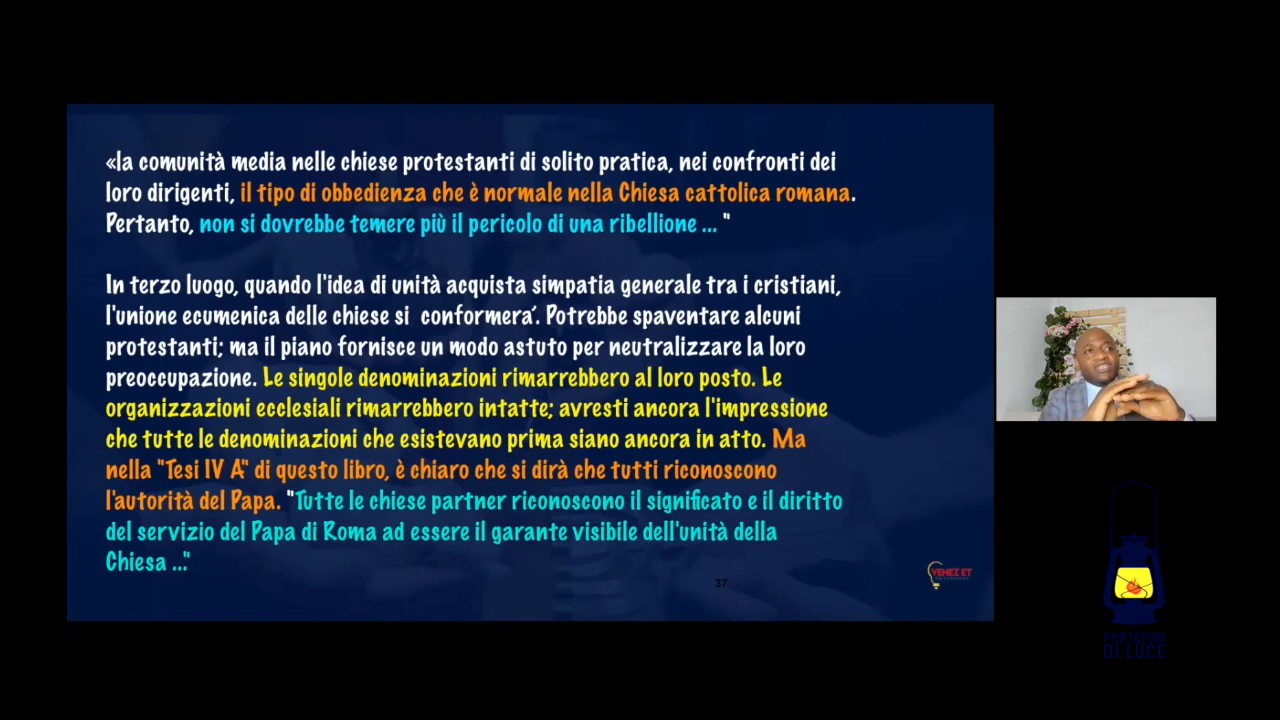 «la comunità media nelle chiese protestanti di solito pratica, nei confronti dei
loro dirigenti, il tipo di obbedienza che è normale nella Chiesa cattolica romana.
Pertanto, non si dovrebbe temere più il pericolo di una ribellione ... "
In terzo luogo, quando l'idea di unità acquista simpatia generale tra i cristiani,
l'unione ecumenica delle chiese si conformera´. Potrebbe spaventare alcuni
protestanti; ma il piano fornisce un modo astuto per neutralizzare la loro
preoccupazione. Le singole denominazioni rimarrebbero al loro posto. Le
organizzazioni ecclesiali rimarrebbero intatte; avresti ancora l'impressione
che tutte le denominazioni che esistevano prima siano ancora in atto. Ma
nella "Tesi IV A" di questo libro, è chiaro che si dirà che tutti riconoscono
l'autorità del Papa. "Tutte le chiese partner riconoscono il significato e il diritto
del servizio del Papa di Roma ad essere il garante visibile dell'unità della
Chiesa ..."
37
VENEZ ET
PORTATORI
DI LUCE